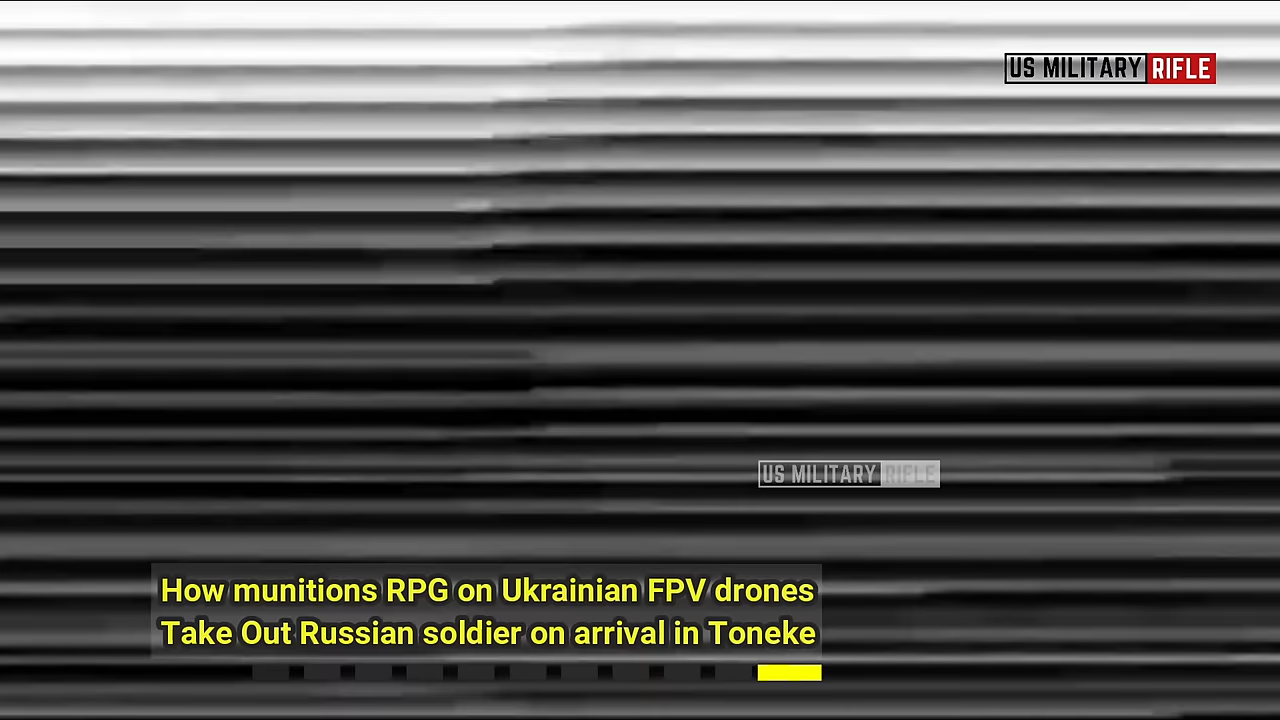 US MILITARY RIFLE
US MILITARY RIFLE
How munitions RPG on Ukrainian FPV drones
Take Out Russian soldier on arrival in Toneke